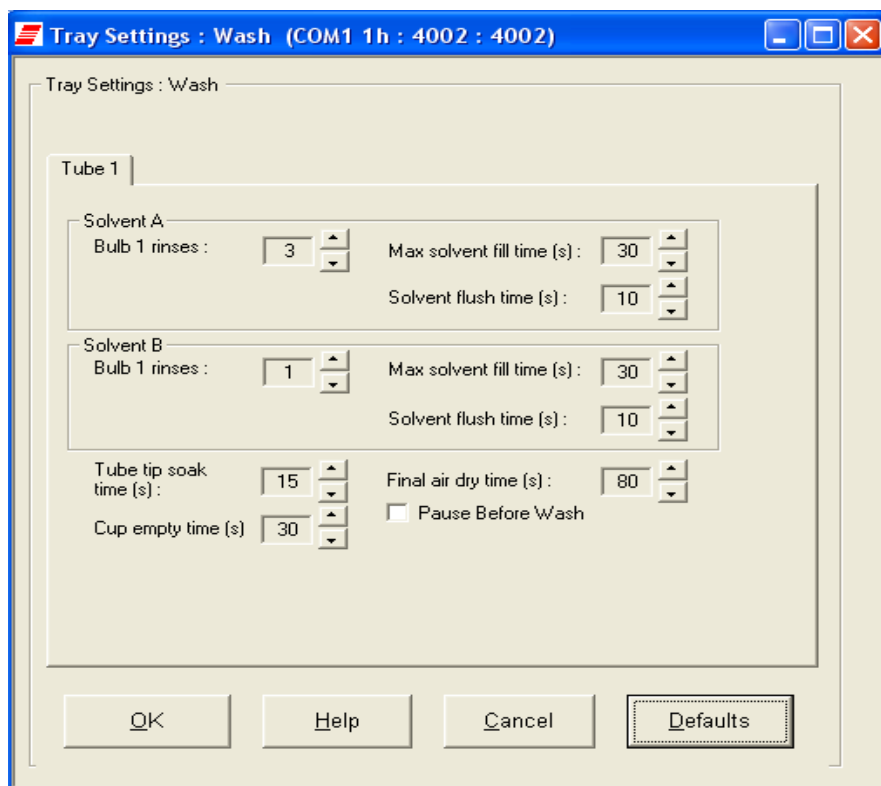 Tray Settings : Wash (COM1 1h : 4002 : 4002)
Tray Settings : Wash
Tube 1
Solvent A
Bulb 1 rinses : 3 Max solvent fill time (s) : 30
Solvent flush time (s) : 10
Solvent B
Bulb 1 rinses : 1 Max solvent fill time (s) : 30
Solvent flush time (s) : 10
Tube tip soak
time (s) : 15 Final air dry time (s) : 80
Pause Before Wash
Cup empty time (s) 30
OK Help Cancel Defaults